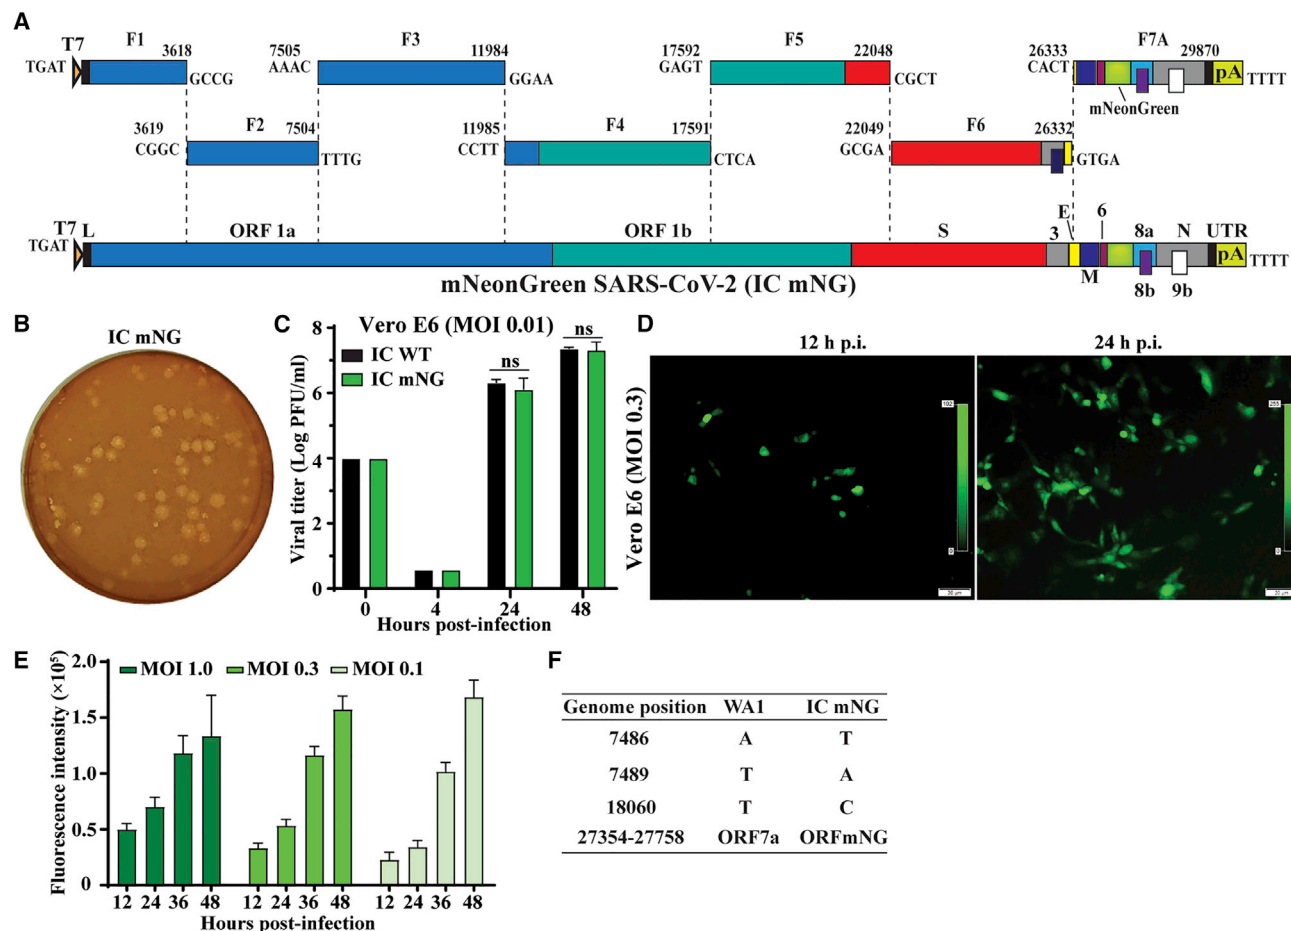 A
F1
F3
F5
F7A
T7
3618
7505
11984
17592
22048
26333
29870
TGAT
AAAC
GAGT
CACT
pA
GCCG
GGAA
CGCT
TTTT
mNeonGreen
3619
F2
7504
11985
F4
17591
22049
F6
26332
CGGC
TTTG
CCTT
CTCA
GCGA
GTGA
T7 L
ORF 1a
ORF 1b
S
3
E
6
8a
N
UTR
TGAT
pA
TTTT
M
8b
9b
mNeonGreen SARS-CoV-2 (IC mNG)
B
IC mNG
C
Vero E6 (MOI 0.01)
IC WT
IC mNG
ns
ns
Viral titer (Log PFU/ml)
8
6
4
2
0
0 4 24 48
Hours post-infection
D
12 h p.i.
24 h p.i.
Vero E6 (MOI 0.3)
0
255
0
20 µm
20 µm
E
MOI 1.0
MOI 0.3
MOI 0.1
Fluorescence intensity (×10⁵)
2.0
1.5
1.0
0.5
0
12 24 36 48 12 24 36 48 12 24 36 48
Hours post-infection
F
Genome position WA1 IC mNG
7486 A T
7489 T A
18060 T C
27354-27758 ORF7a ORFmNG